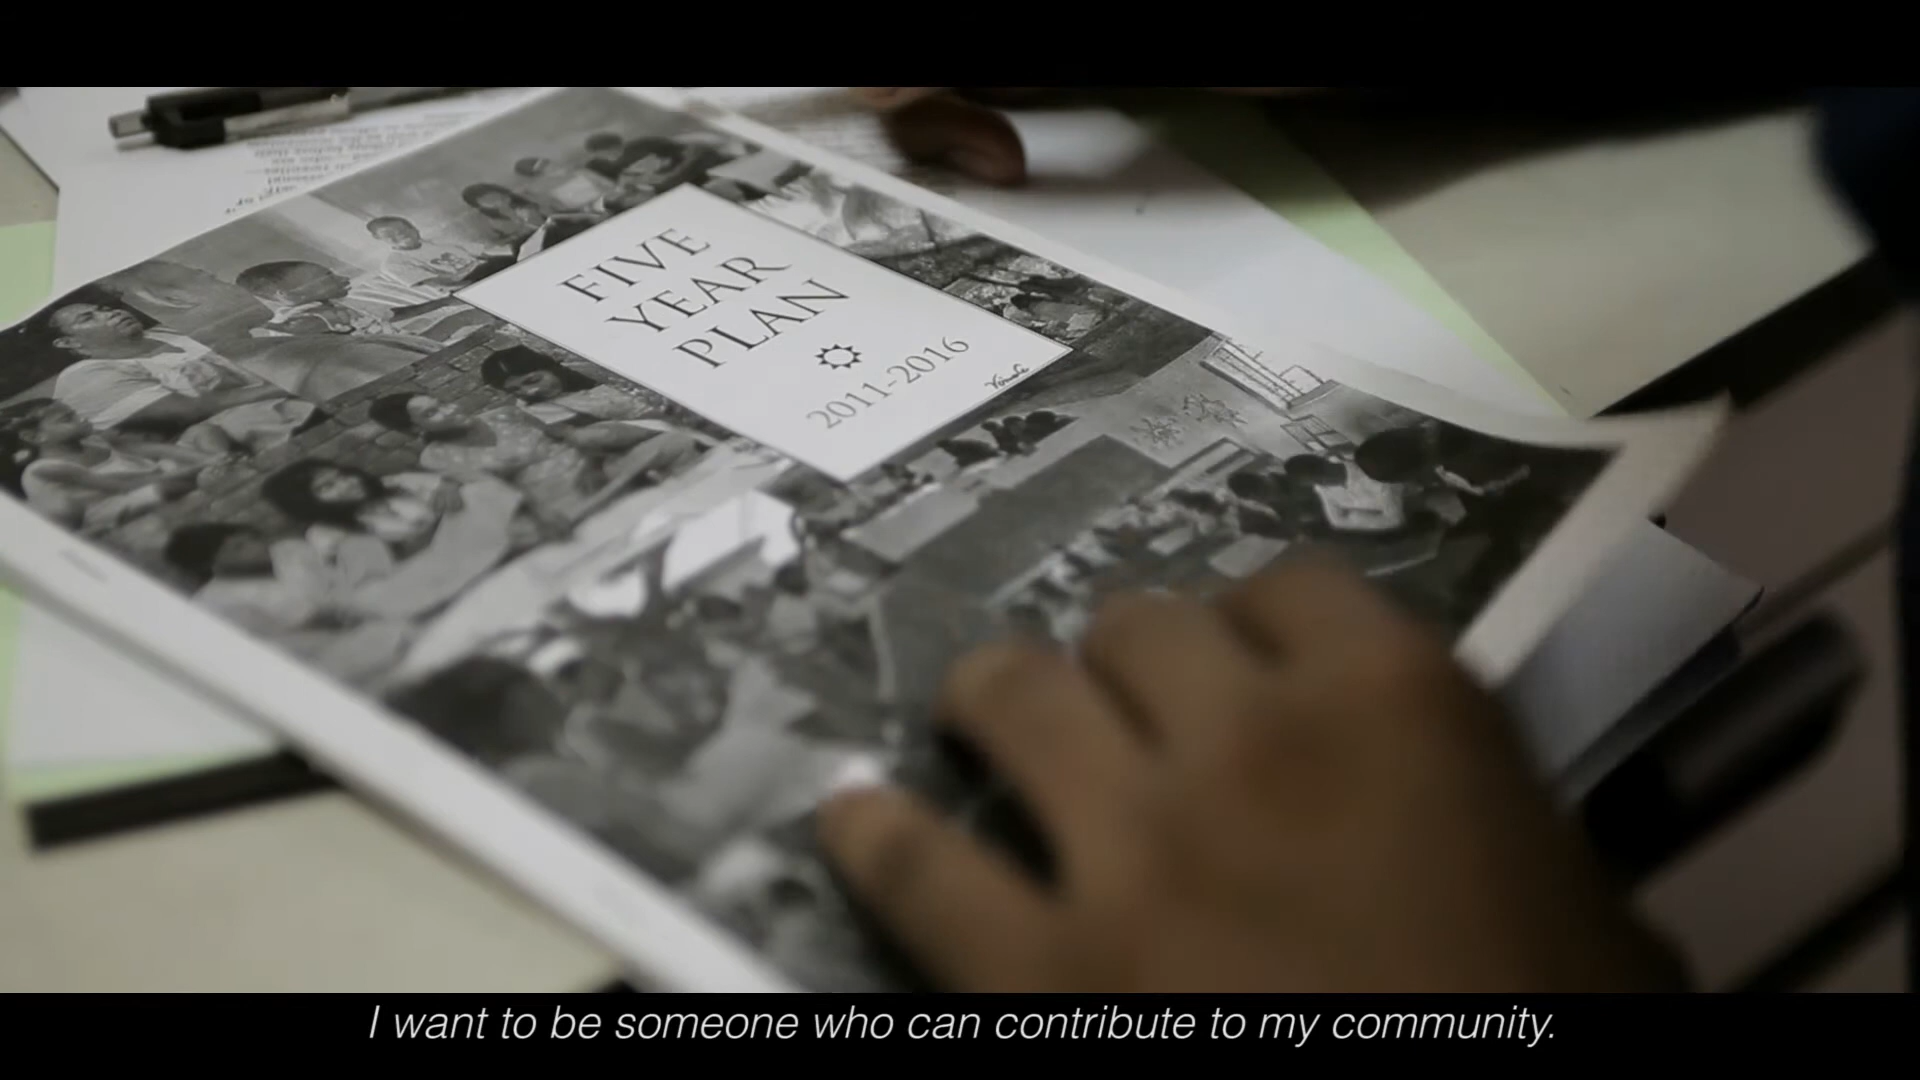 FIVE
YEAR
PLAN
2011-2016
I want to be someone who can contribute to my community.